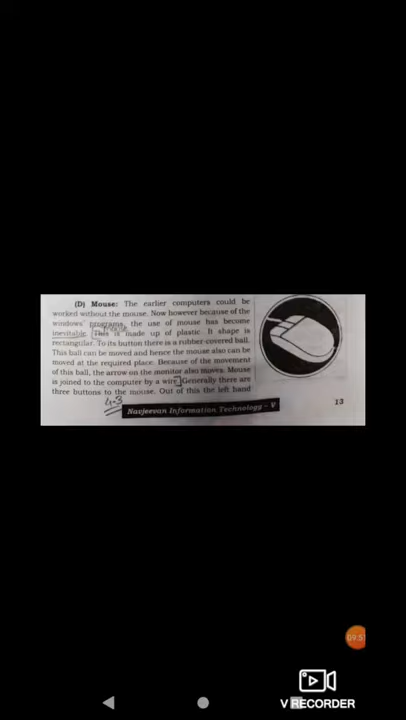 (D) Mouse: The earlier computers could be
worked without the mouse. Now however because of the
windows' programs, the use of mouse has become
inevitable. This is made up of plastic. It shape is
rectangular. To its button there is a rubber-covered ball.
This ball can be moved and hence the mouse also can be
moved at the required place. Because of the movement
of this ball, the arrow on the monitor also moves. Mouse
is joined to the computer by a wire. Generally there are
three buttons to the mouse. Out of this the left hand
4-3
Navjeevan Information Technology - V
13
09:51
V RECORDER